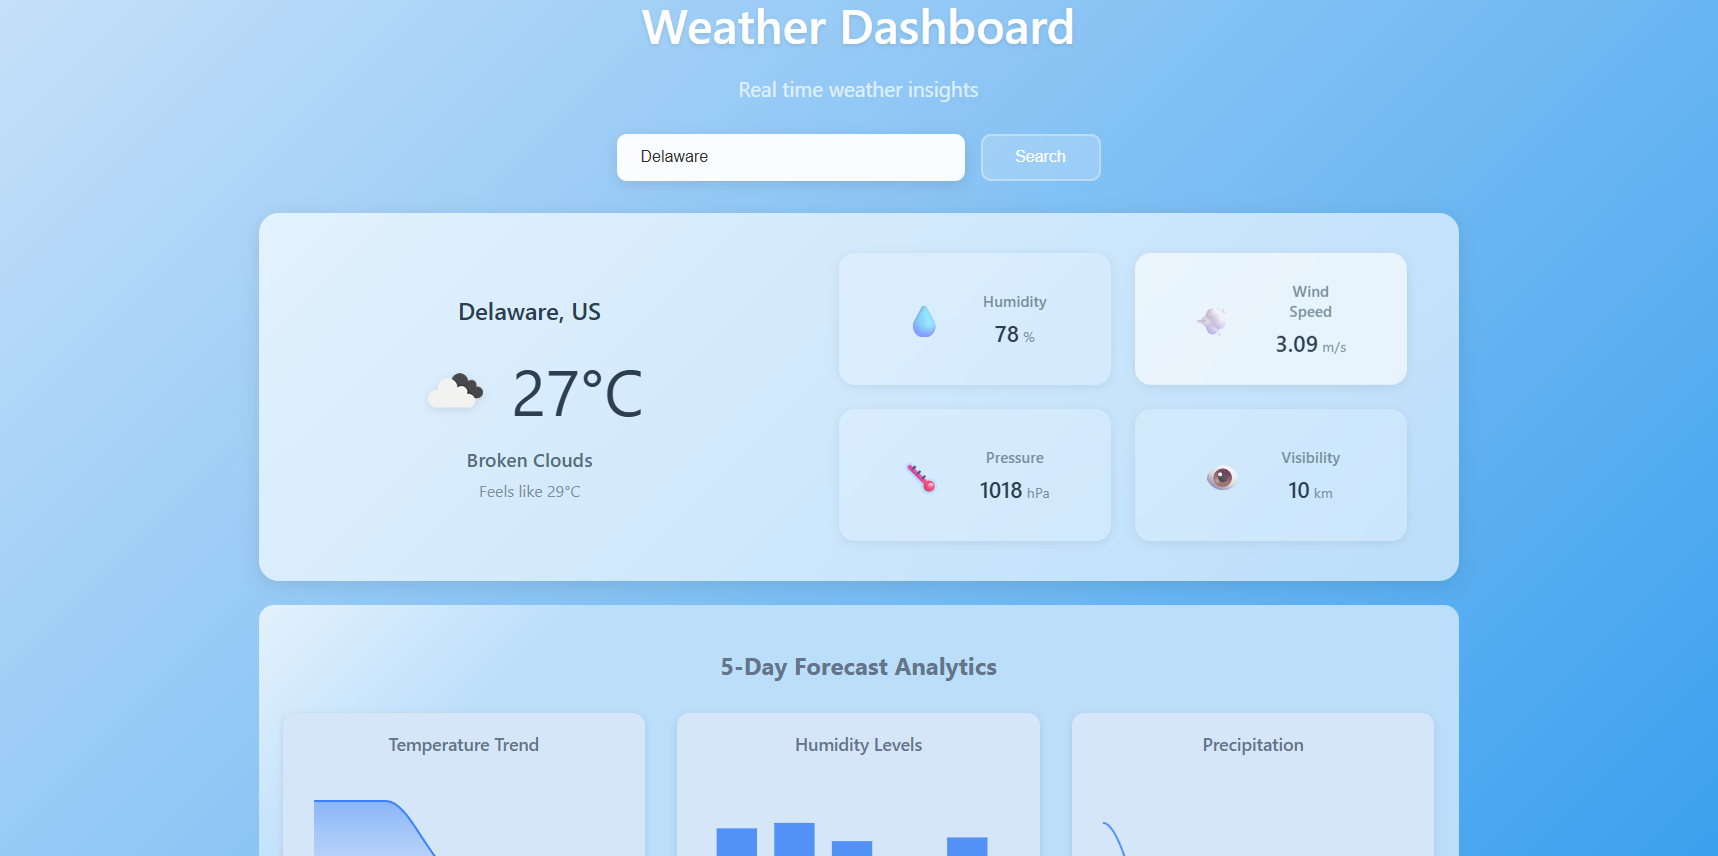 Weather Dashboard
Real time weather insights
Delaware
Search
Delaware, US
27°C
Broken Clouds
Feels like 29°C
Humidity
78 %
Wind
Speed
3.09 m/s
Pressure
1018 hPa
Visibility
10 km
5-Day Forecast Analytics
Temperature Trend
Humidity Levels
Precipitation